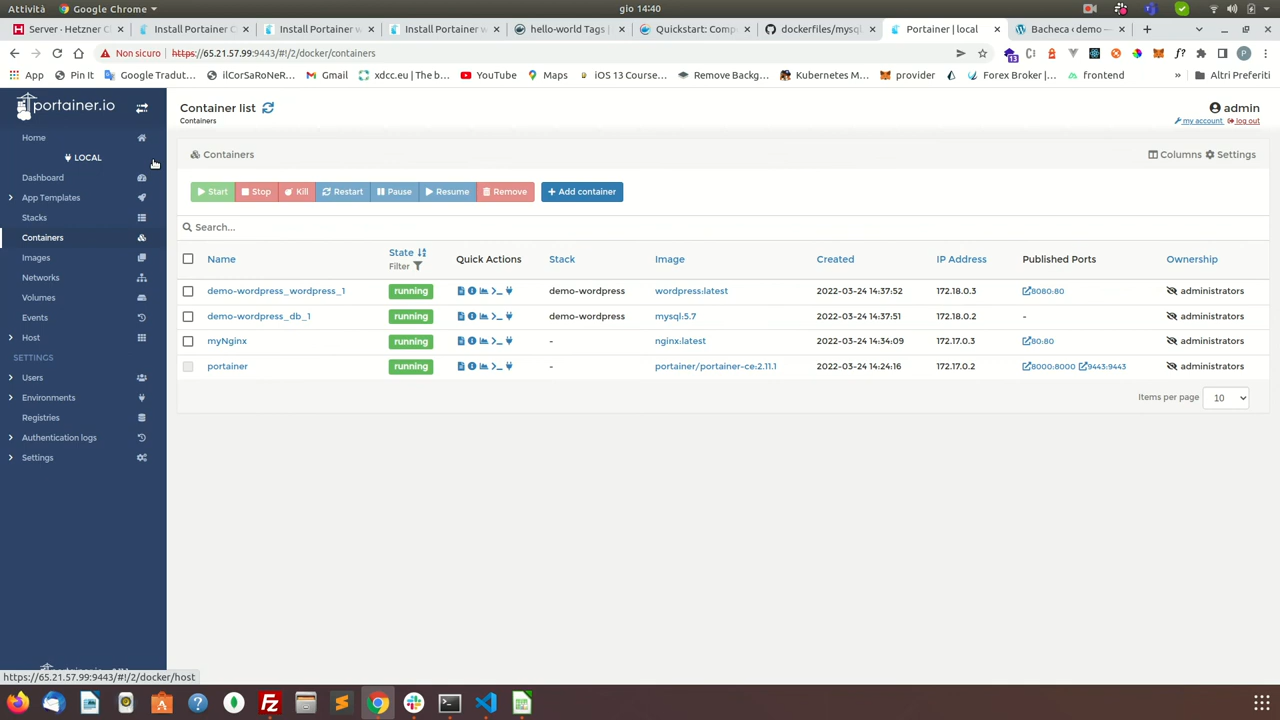 Attività Google Chrome gio 14:40
Server · Hetzner C Install Portainer C Install Portainer w Install Portainer w hello-world Tags Quickstart: Comp dockerfiles/mysq Portainer | local Bacheca ‹ demo —
Non sicuro https://65.21.57.99:9443/#!/2/docker/containers
App Pin It Google Tradut... ilCorSaRoNeR... Gmail xdcc.eu | The b... YouTube Maps iOS 13 Course... Remove Backg... Kubernetes M... provider Forex Broker |... frontend » Altri Preferiti
13
P
portainer.io
Home
LOCAL
Dashboard
App Templates
Stacks
Containers
Images
Networks
Volumes
Events
Host
SETTINGS
Users
Environments
Registries
Authentication logs
Settings
Container list
Containers
admin
my account log out
Containers Columns Settings
Start Stop Kill Restart Pause Resume Remove + Add container
Search...
Name State Filter Quick Actions Stack Image Created IP Address Published Ports Ownership
demo-wordpress_wordpress_1 running demo-wordpress wordpress:latest 2022-03-24 14:37:52 172.18.0.3 8080:80 administrators
demo-wordpress_db_1 running demo-wordpress mysql:5.7 2022-03-24 14:37:51 172.18.0.2 - administrators
myNginx running - nginx:latest 2022-03-24 14:34:09 172.17.0.3 80:80 administrators
portainer running - portainer/portainer-ce:2.11.1 2022-03-24 14:24:16 172.17.0.2 8000:8000 9443:9443 administrators
Items per page 10
https://65.21.57.99:9443/#!/2/docker/host